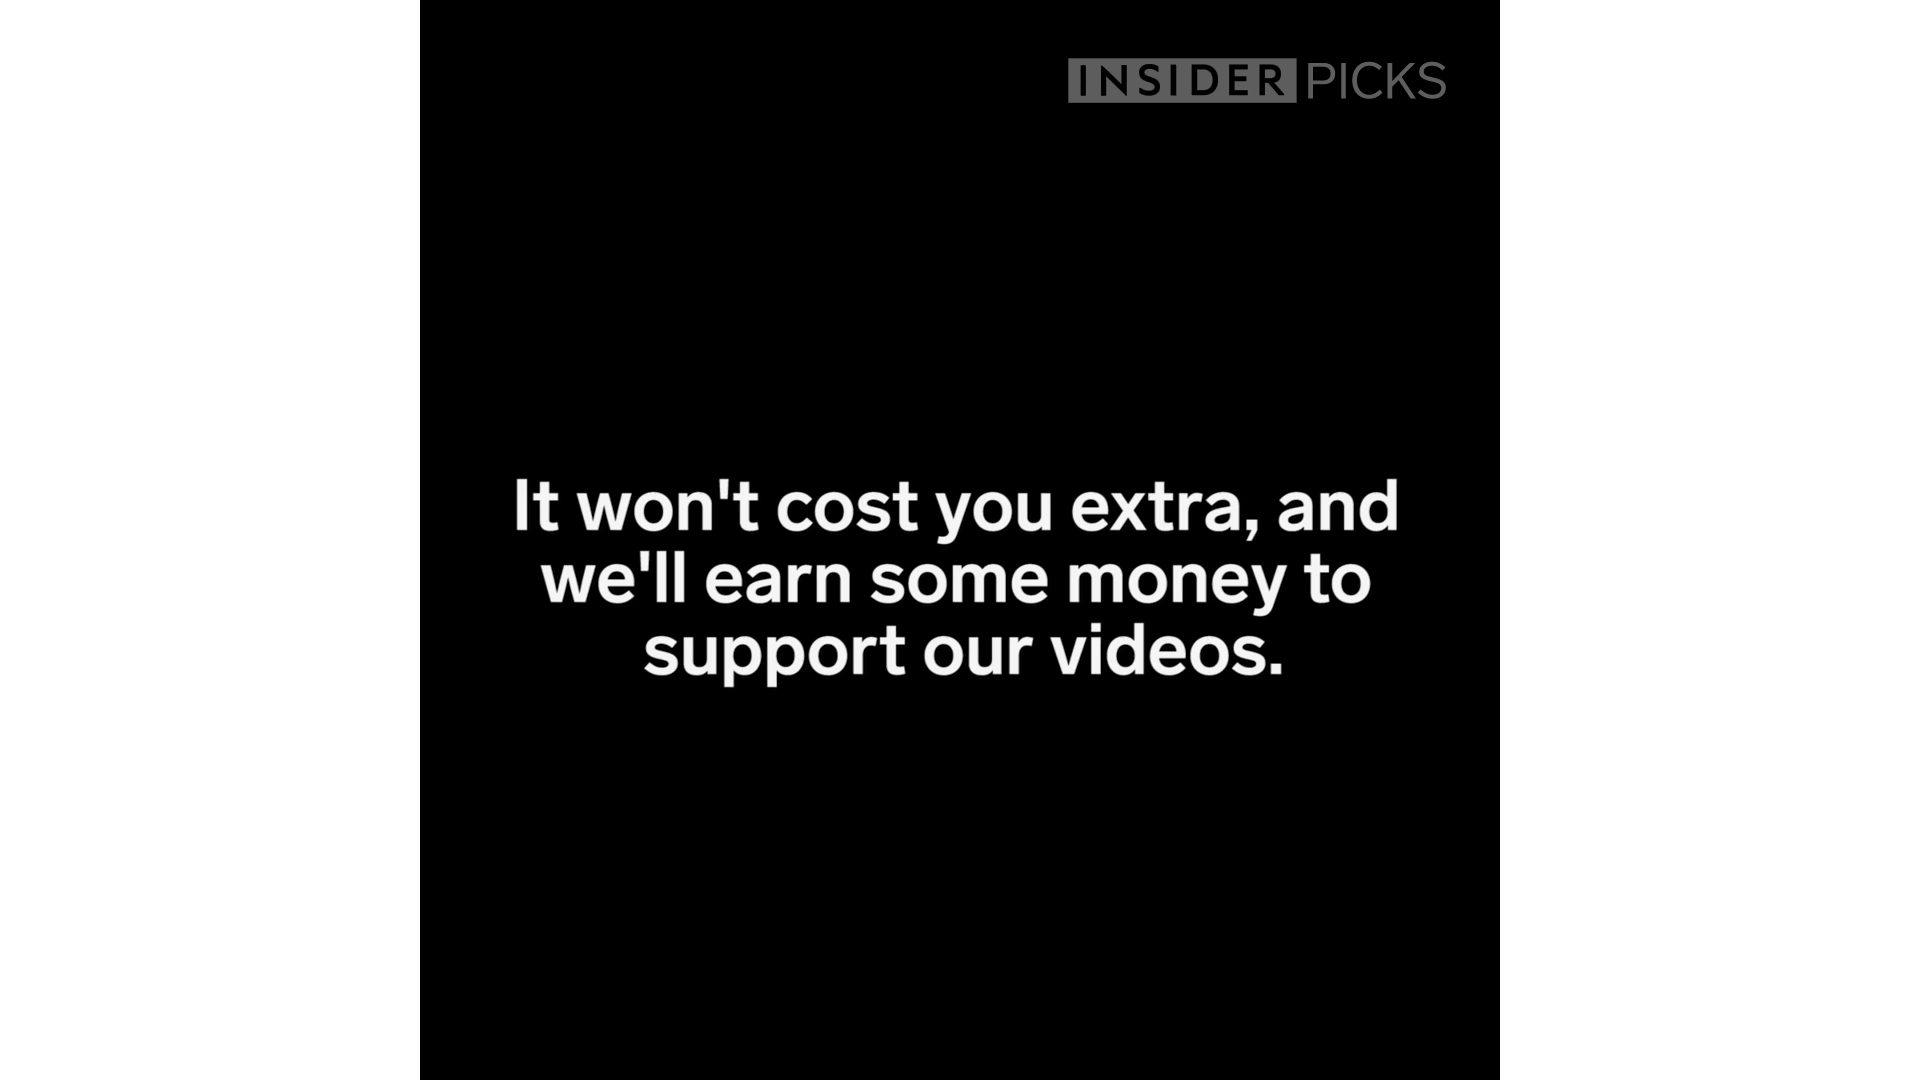 INSIDER PICKS
It won't cost you extra, and
we'll earn some money to
support our videos.